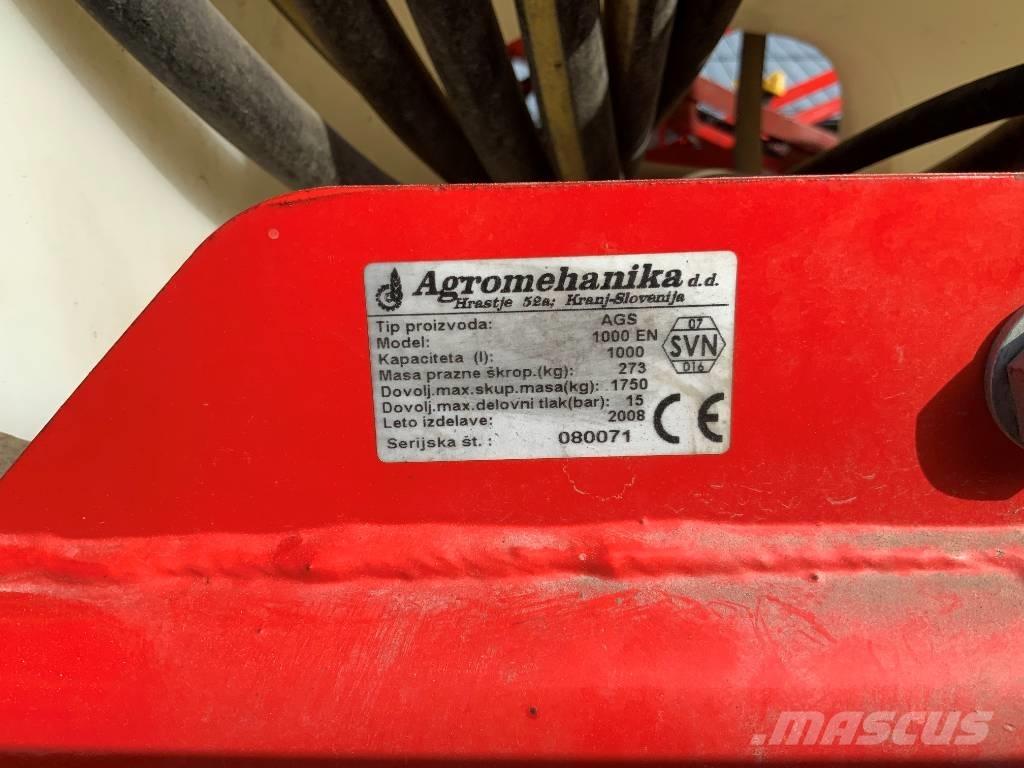 Agromehanika d.d.
Hrastje 52a; Kranj-Slovenija
Tip proizvoda: AGS
Model: 1000 EN
Kapaciteta (l): 1000
Masa prazne škrop.(kg): 273
Dovolj.max.skup.masa(kg): 1750
Dovolj.max.delovni tlak(bar): 15
Leto izdelave: 2008
Serijska št. : 080071
07
SVN
016
CE
MASCUS